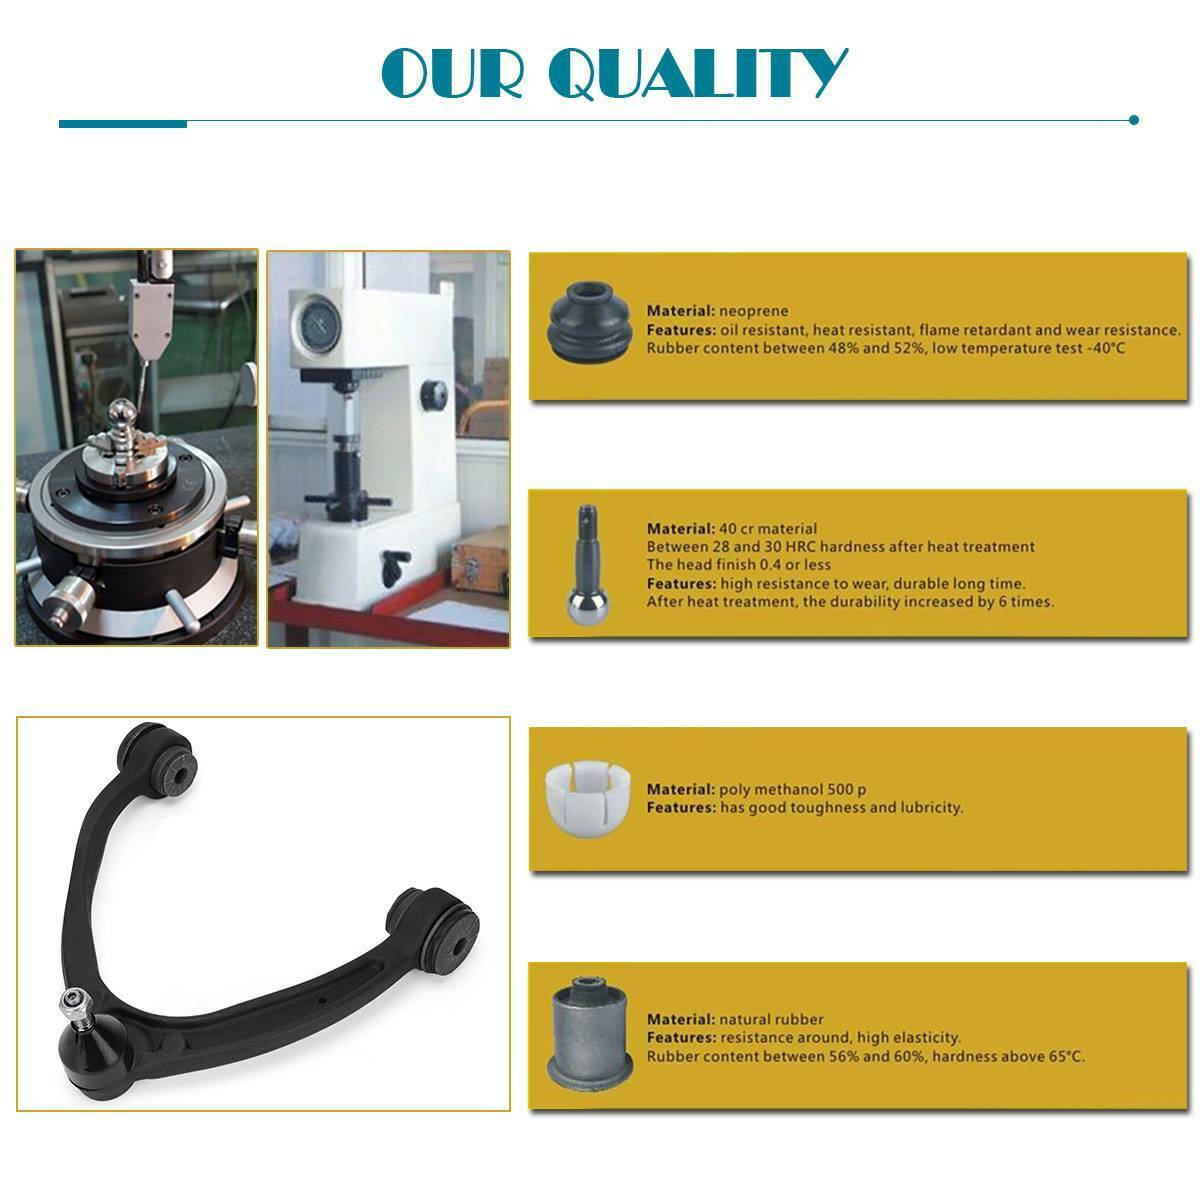 OUR QUALITY
Material: neoprene
Features: oil resistant, heat resistant, flame retardant and wear resistance.
Rubber content between 48% and 52%, low temperature test -40°C
Material: 40 cr material
Between 28 and 30 HRC hardness after heat treatment
The head finish 0.4 or less
Features: high resistance to wear, durable long time.
After heat treatment, the durability increased by 6 times.
Material: poly methanol 500 p
Features: has good toughness and lubricity.
Material: natural rubber
Features: resistance around, high elasticity.
Rubber content between 56% and 60%, hardness above 65°C.